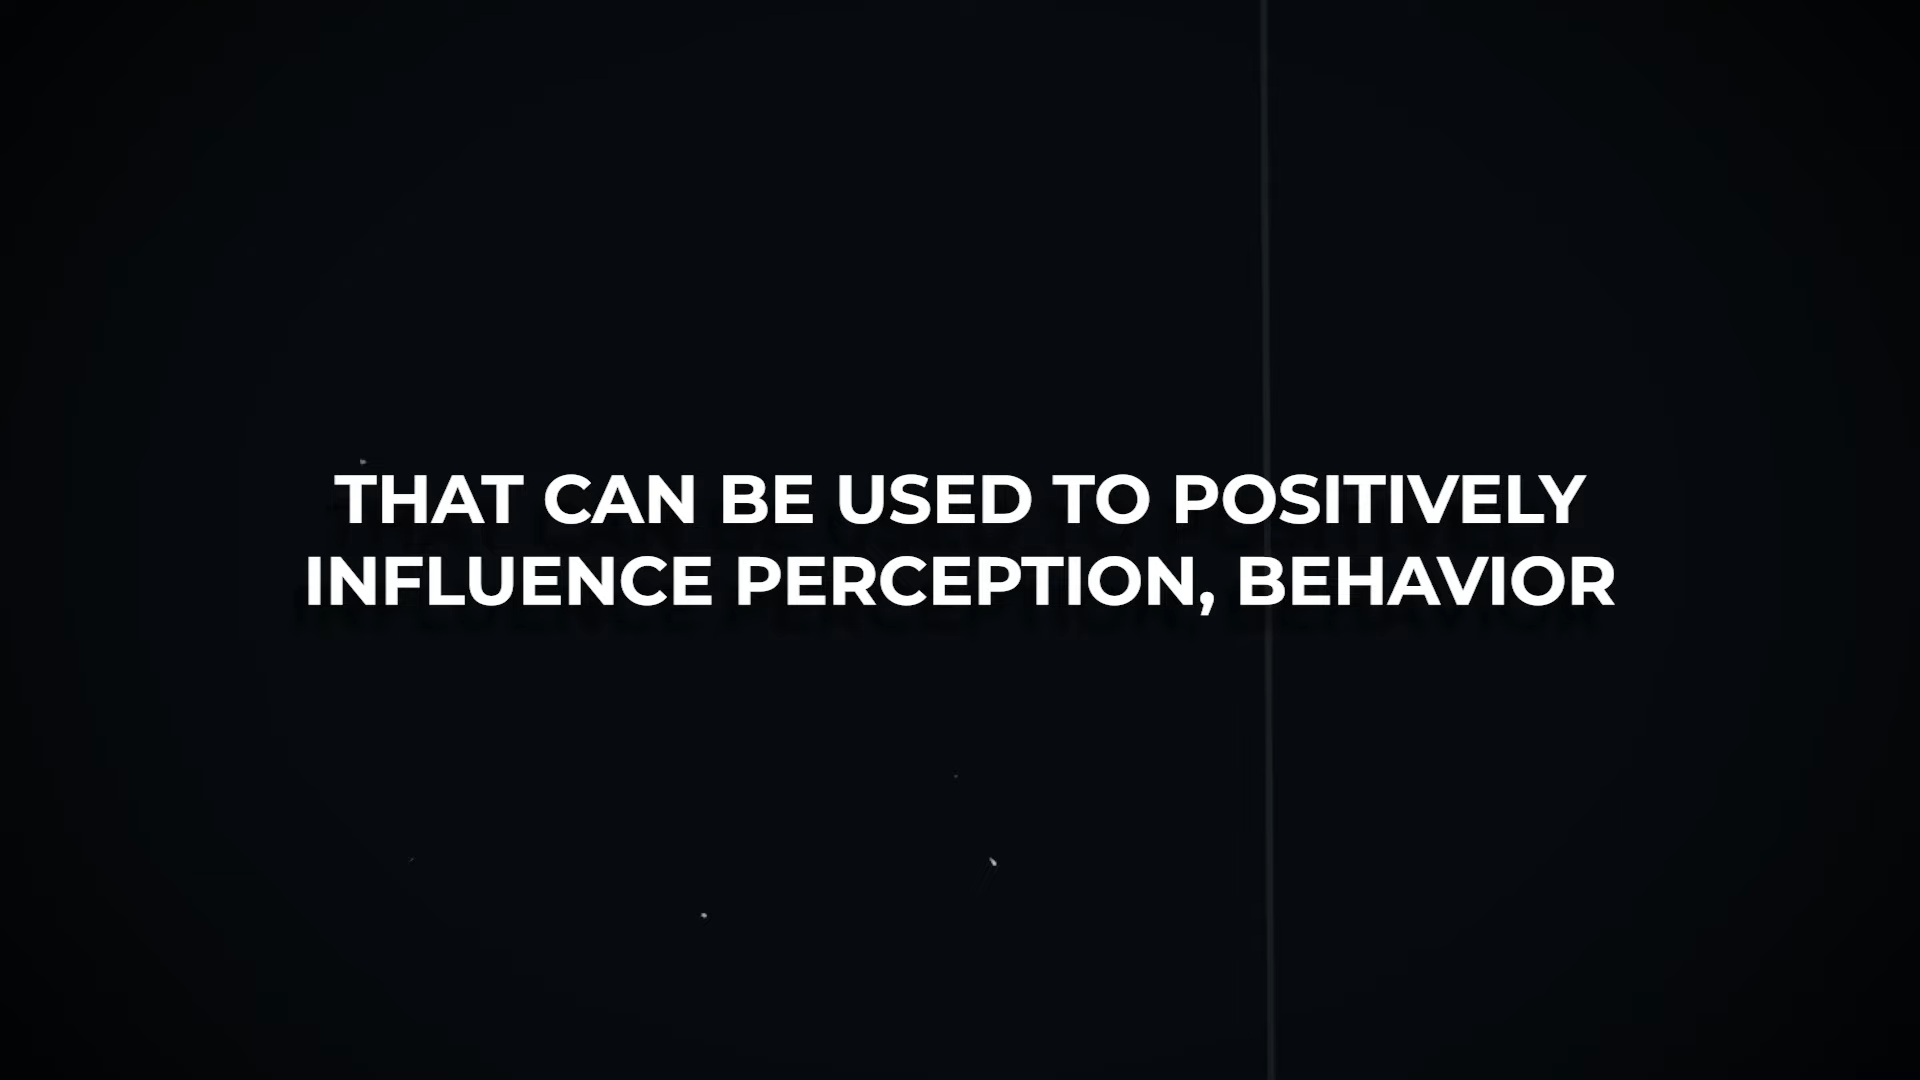 THAT CAN BE USED TO POSITIVELY
INFLUENCE PERCEPTION, BEHAVIOR